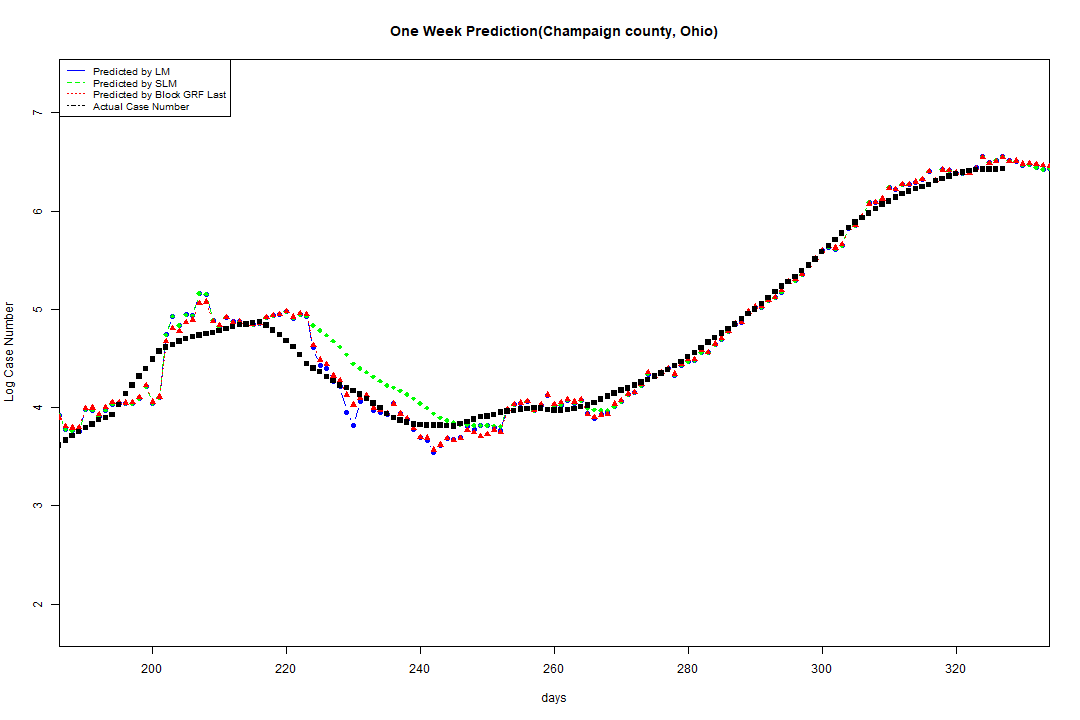 One Week Prediction(Champaign county, Ohio)
Predicted by LM
Predicted by SLM
Predicted by Block GRF Last
Actual Case Number
7
6
5
4
3
2
Log Case Number
200 220 240 260 280 300 320
days